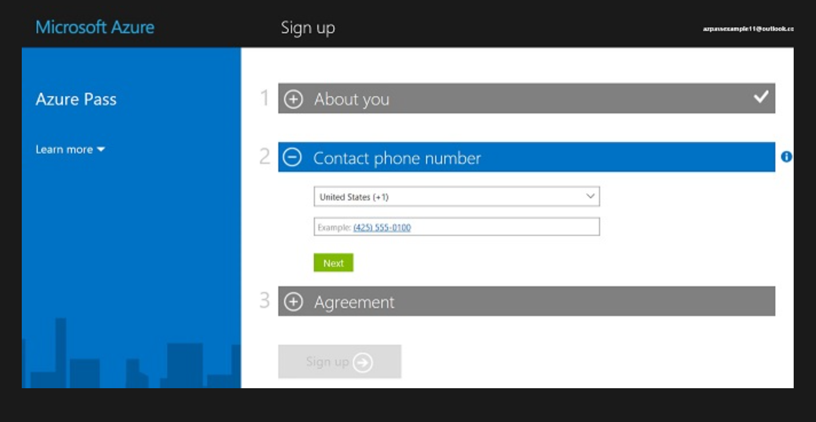 Microsoft Azure
Sign up
azpassexample11@outlook.cc
Azure Pass
Learn more
1 About you
2 Contact phone number
United States (+1)
Example: (425) 555-0100
Next
3 Agreement
Sign up